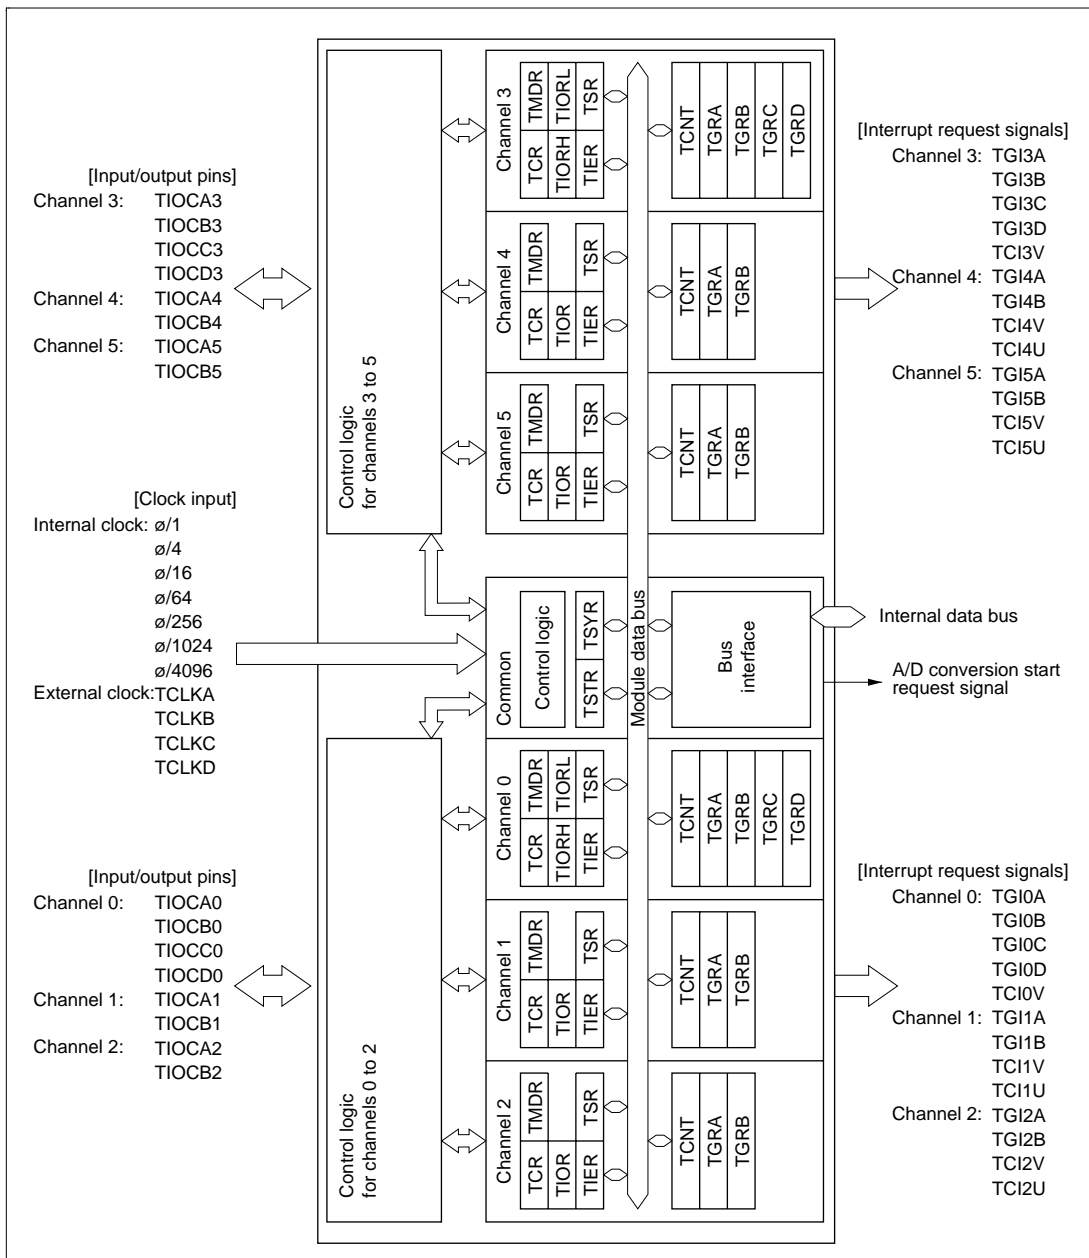 [Input/output pins]
Channel 3: TIOCA3
TIOCB3
TIOCC3
TIOCD3
Channel 4: TIOCA4
TIOCB4
Channel 5: TIOCA5
TIOCB5
[Clock input]
Internal clock: ø/1
ø/4
ø/16
ø/64
ø/256
ø/1024
ø/4096
External clock: TCLKA
TCLKB
TCLKC
TCLKD
[Input/output pins]
Channel 0: TIOCA0
TIOCB0
TIOCC0
TIOCD0
Channel 1: TIOCA1
TIOCB1
Channel 2: TIOCA2
TIOCB2
Control logic
for channels 3 to 5
Control logic
for channels 0 to 2
Channel 3
TCR TMDR
TIORH TIORL
TIER TSR
TCNT
TGRA
TGRB
TGRC
TGRD
Channel 4
TCR TMDR
TIOR
TIER TSR
TCNT
TGRA
TGRB
Channel 5
TCR TMDR
TIOR
TIER TSR
TCNT
TGRA
TGRB
Common
Control logic
TSTR TSYR
Module data bus
Bus
interface
Channel 0
TCR TMDR
TIORH TIORL
TIER TSR
TCNT
TGRA
TGRB
TGRC
TGRD
Channel 1
TCR TMDR
TIOR
TIER TSR
TCNT
TGRA
TGRB
Channel 2
TCR TMDR
TIOR
TIER TSR
TCNT
TGRA
TGRB
[Interrupt request signals]
Channel 3: TGI3A
TGI3B
TGI3C
TGI3D
TCI3V
Channel 4: TGI4A
TGI4B
TCI4V
TCI4U
Channel 5: TGI5A
TGI5B
TCI5V
TCI5U
Internal data bus
A/D conversion start
request signal
[Interrupt request signals]
Channel 0: TGI0A
TGI0B
TGI0C
TGI0D
TCI0V
Channel 1: TGI1A
TGI1B
TCI1V
TCI1U
Channel 2: TGI2A
TGI2B
TCI2V
TCI2U